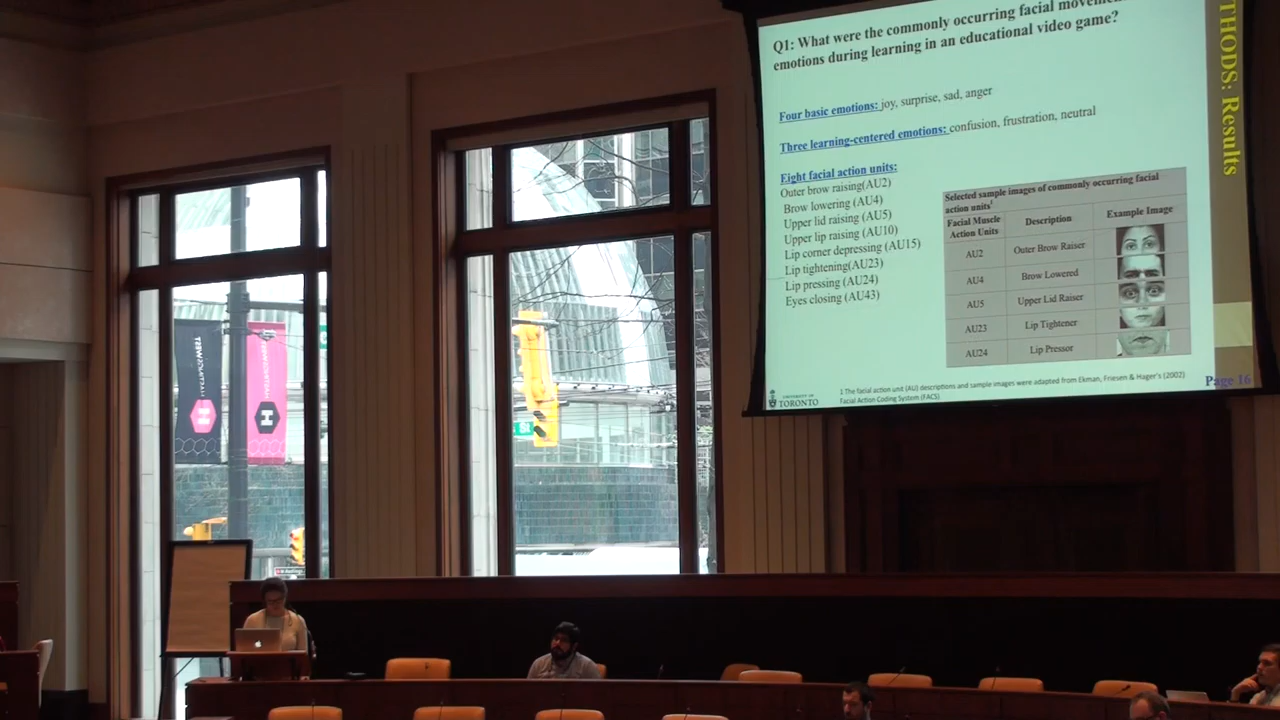 Q1: What were the commonly occurring facial
emotions during learning in an educational video game?
Four basic emotions: joy, surprise, sad, anger
Three learning-centered emotions: confusion, frustration, neutral
Eight facial action units:
Outer brow raising(AU2)
Brow lowering (AU4)
Upper lid raising (AU5)
Upper lip raising (AU10)
Lip corner depressing (AU15)
Lip tightening(AU23)
Lip pressing (AU24)
Eyes closing (AU43)
Selected sample images of commonly occurring facial
action units1
Facial Muscle
Action Units
Description
Example Image
AU2 Outer Brow Raiser
AU4 Brow Lowered
AU5 Upper Lid Raiser
AU23 Lip Tightener
AU24 Lip Pressor
1 The facial action unit (AU) descriptions and sample images were adapted from Ekman, Friesen & Hager's (2002)
Facial Action Coding System (FACS)
UNIVERSITY OF
TORONTO
Page 16
THODS: Results
H